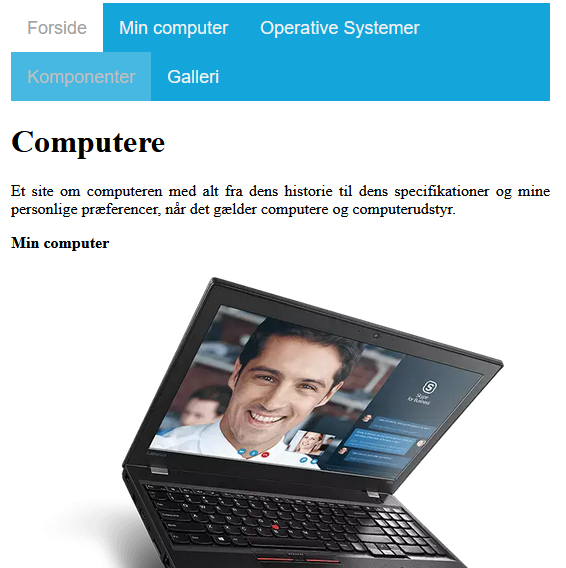 Forside Min computer Operative Systemer
Komponenter Galleri
Computere
Et site om computeren med alt fra dens historie til dens specifikationer og mine
personlige præferencer, når det gælder computere og computerudstyr.
Min computer
Skype
for Business